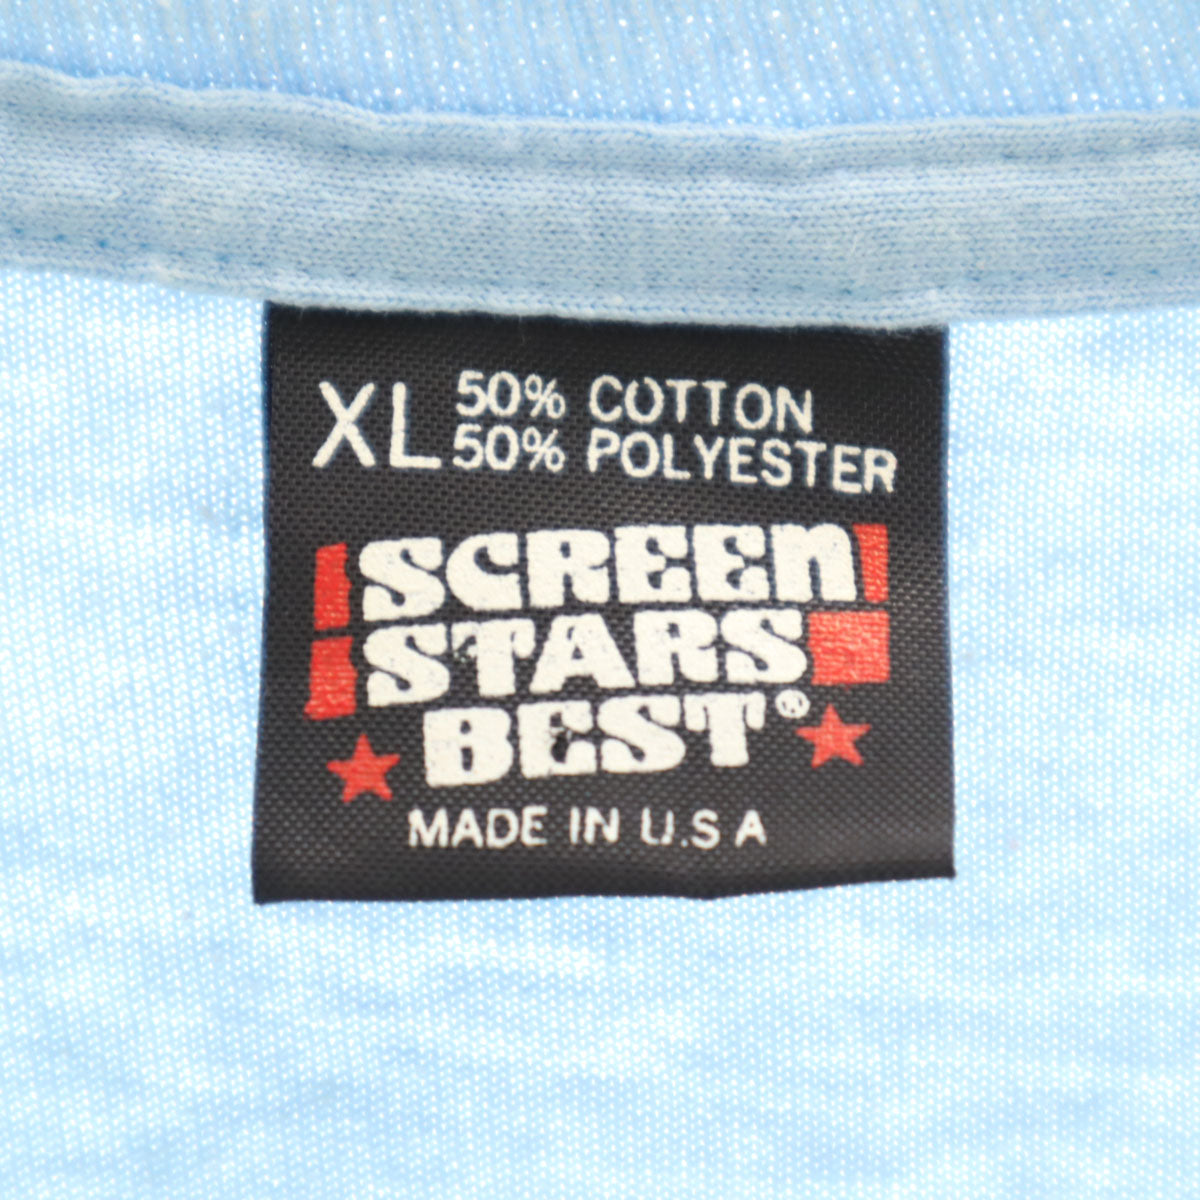 XL 50% COTTON
50% POLYESTER
SCREEN
STARS
BEST®
MADE IN U.S A